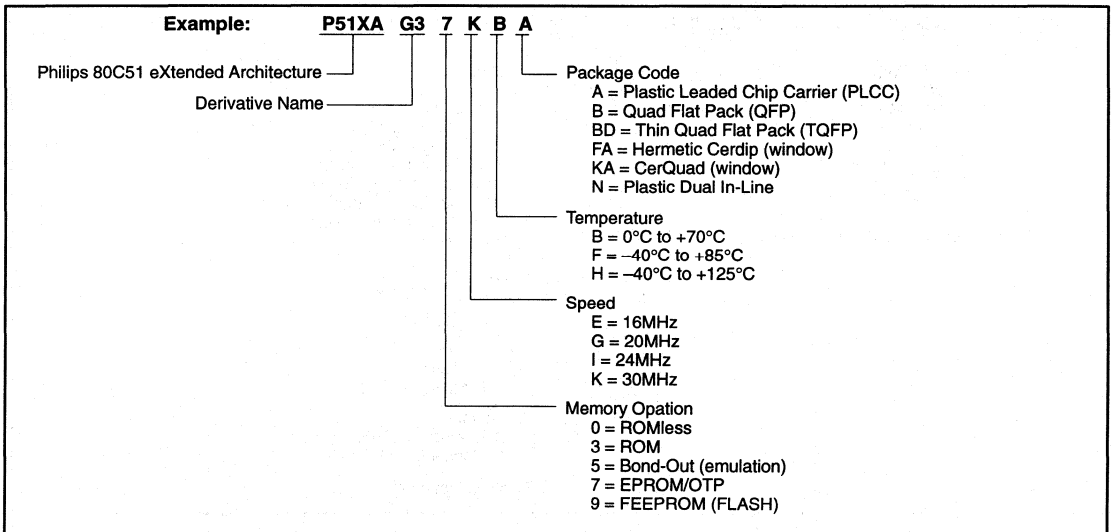 Example: P51XA G3 7 K B A
Philips 80C51 eXtended Architecture
Derivative Name
Package Code
A = Plastic Leaded Chip Carrier (PLCC)
B = Quad Flat Pack (QFP)
BD = Thin Quad Flat Pack (TQFP)
FA = Hermetic Cerdip (window)
KA = CerQuad (window)
N = Plastic Dual In-Line
Temperature
B = 0°C to +70°C
F = –40°C to +85°C
H = –40°C to +125°C
Speed
E = 16MHz
G = 20MHz
I = 24MHz
K = 30MHz
Memory Opation
0 = ROMless
3 = ROM
5 = Bond-Out (emulation)
7 = EPROM/OTP
9 = FEEPROM (FLASH)